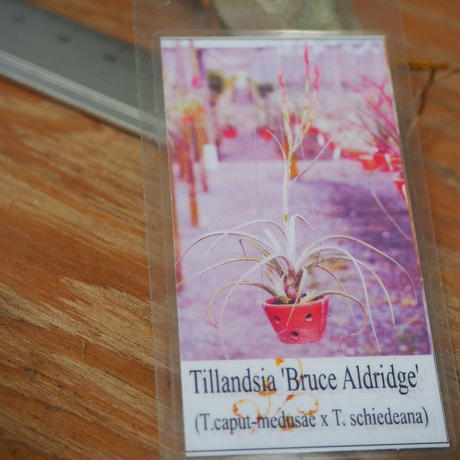 Tillandsia 'Bruce Aldridge'
(T.caput-medusae x T. schiedeana)